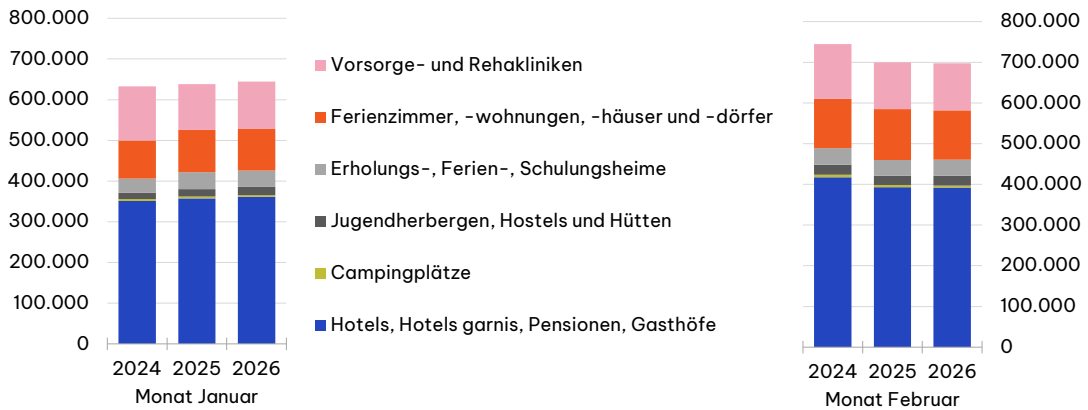 800.000
700.000
600.000
500.000
400.000
300.000
200.000
100.000
0
2024 2025 2026
Monat Januar
Vorsorge- und Rehakliniken
Ferienzimmer, -wohnungen, -häuser und -dörfer
Erholungs-, Ferien-, Schulungsheime
Jugendherbergen, Hostels und Hütten
Campingplätze
Hotels, Hotels garnis, Pensionen, Gasthöfe
800.000
700.000
600.000
500.000
400.000
300.000
200.000
100.000
0
2024 2025 2026
Monat Februar